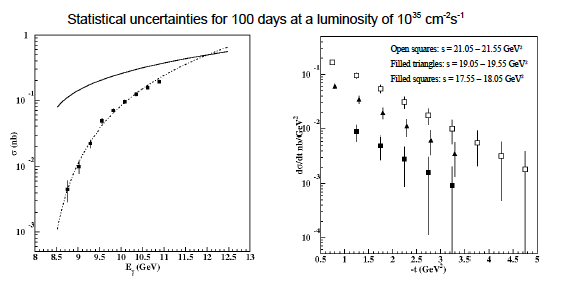 Statistical uncertainties for 100 days at a luminosity of 10³⁵ cm⁻²s⁻¹
σ (nb)
1
10⁻¹
10⁻²
10⁻³
8 8.5 9 9.5 10 10.5 11 11.5 12 12.5 13
Eγ (GeV)
Open squares: s = 21.05 – 21.55 GeV²
Filled triangles: s = 19.05 – 19.55 GeV²
Filled squares: s = 17.55 – 18.05 GeV²
dσ/dt nb/GeV²
10⁻¹
10⁻²
10⁻³
10⁻⁴
0.5 1 1.5 2 2.5 3 3.5 4 4.5 5
-t (GeV²)